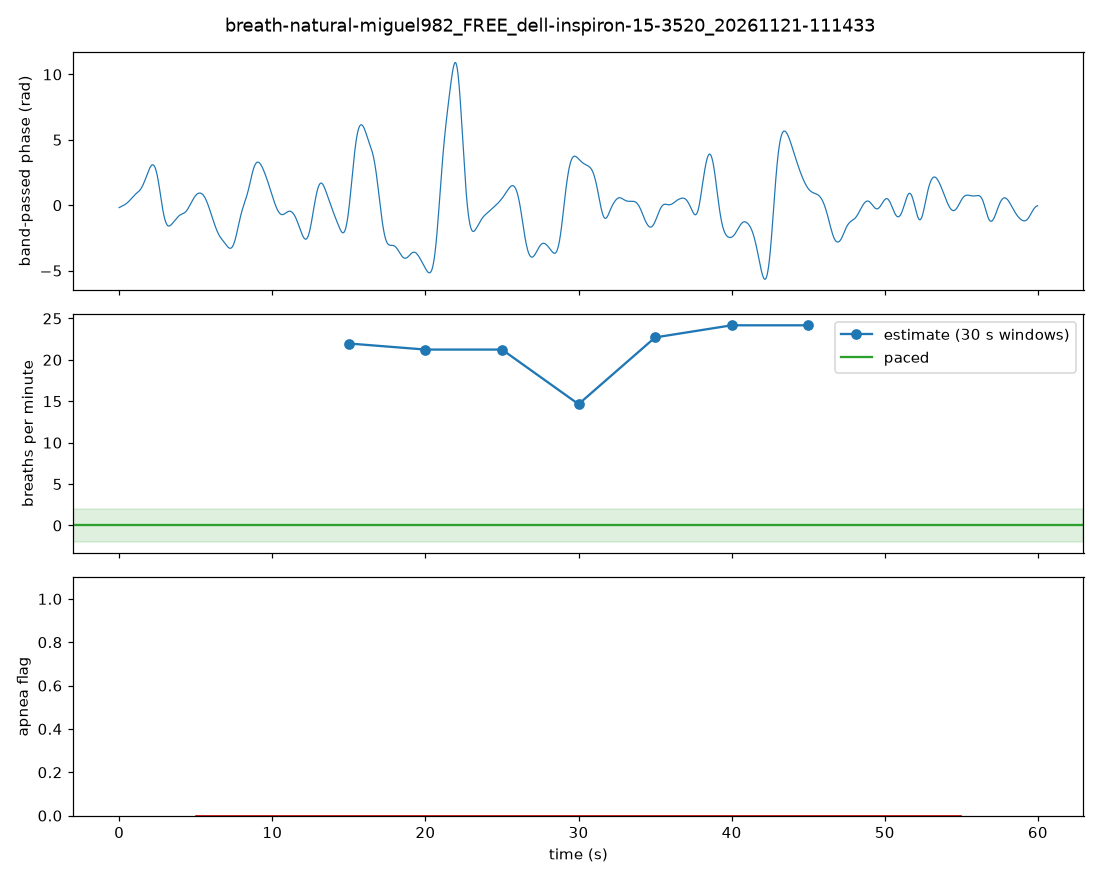 breath-natural-miguel982_FREE_dell-inspiron-15-3520_20261121-111433
band-passed phase (rad)
10
5
0
−5
breaths per minute
25
20
15
10
5
0
estimate (30 s windows)
paced
apnea flag
1.0
0.8
0.6
0.4
0.2
0.0
0 10 20 30 40 50 60
time (s)